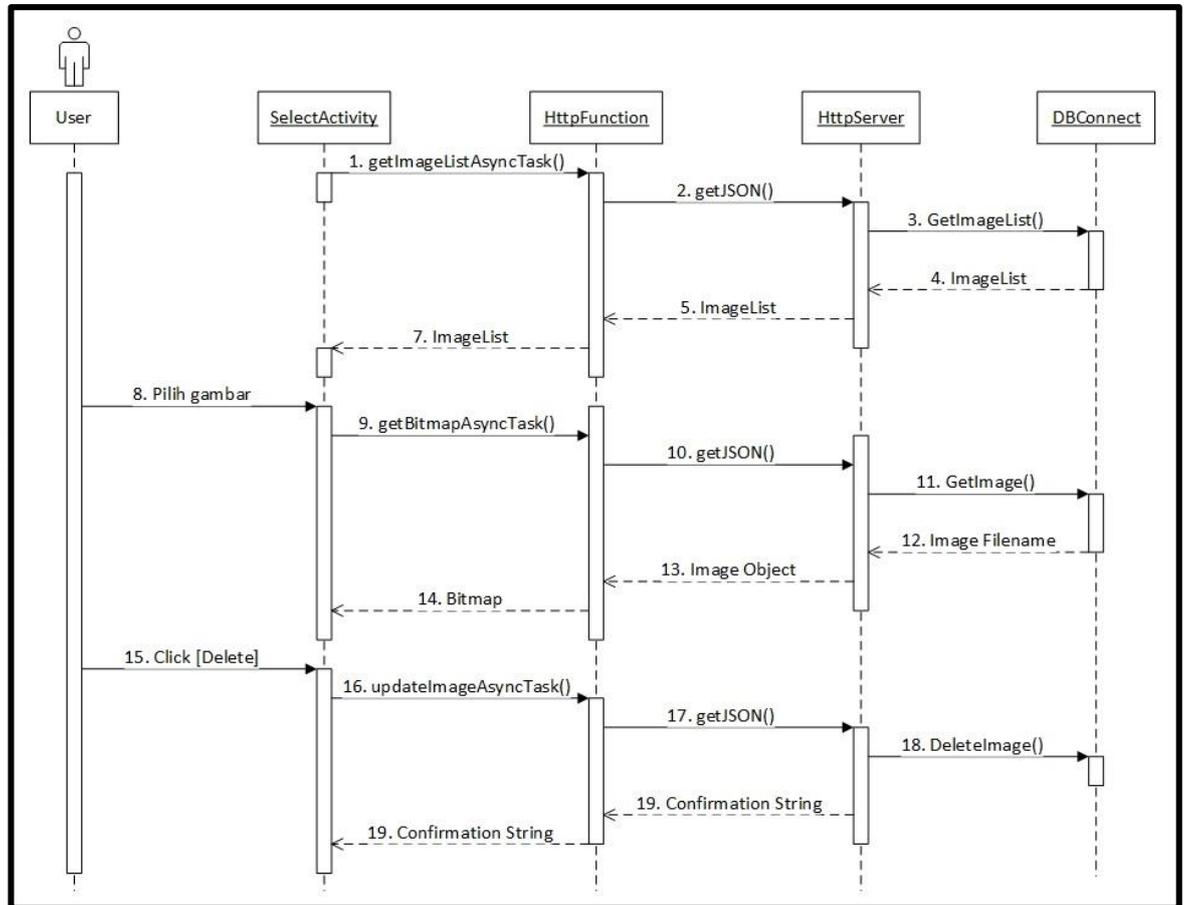 User
SelectActivity
HttpFunction
HttpServer
DBConnect
1. getImageListAsyncTask()
2. getJSON()
3. GetImageList()
4. ImageList
5. ImageList
7. ImageList
8. Pilih gambar
9. getBitmapAsyncTask()
10. getJSON()
11. GetImage()
12. Image Filename
13. Image Object
14. Bitmap
15. Click [Delete]
16. updateImageAsyncTask()
17. getJSON()
18. DeleteImage()
19. Confirmation String
19. Confirmation String